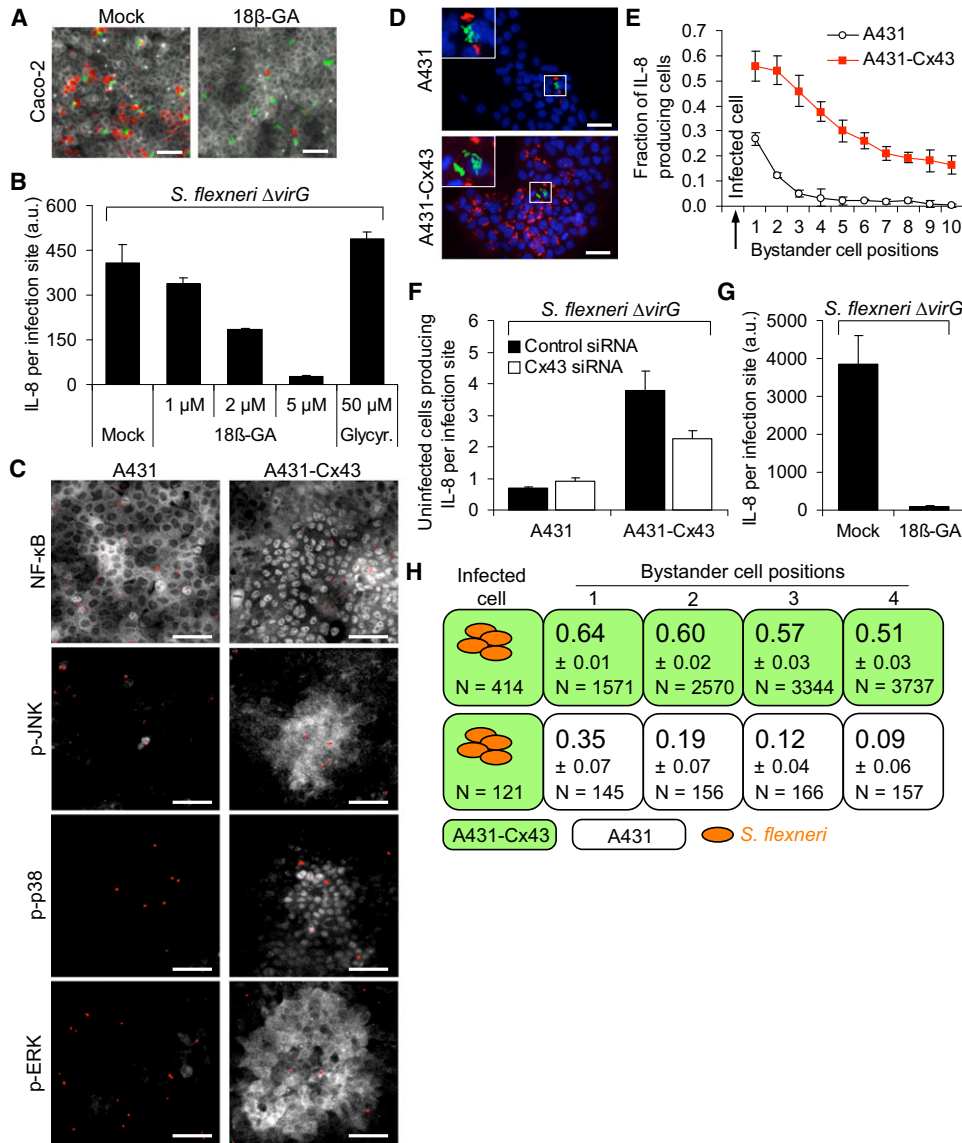 A
Mock
18β-GA
Caco-2
B
S. flexneri ΔvirG
IL-8 per infection site (a.u.)
600
450
300
150
0
1 µM
2 µM
5 µM
50 µM
Mock
18ß-GA
Glycyr.
C
A431
A431-Cx43
NF-κB
p-JNK
p-p38
p-ERK
D
A431
A431-Cx43
E
A431
A431-Cx43
Fraction of IL-8
producing cells
0.7
0.6
0.5
0.4
0.3
0.2
0.1
0.0
Infected cell
1 2 3 4 5 6 7 8 9 10
Bystander cell positions
F
S. flexneri ΔvirG
Control siRNA
Cx43 siRNA
Uninfected cells producing
IL-8 per infection site
6
5
4
3
2
1
0
A431
A431-Cx43
G
S. flexneri ΔvirG
IL-8 per infection site (a.u.)
5000
4000
3000
2000
1000
0
Mock
18ß-GA
H
Infected
cell
Bystander cell positions
1 2 3 4
0.64 0.60 0.57 0.51
± 0.01 ± 0.02 ± 0.03 ± 0.03
N = 414 N = 1571 N = 2570 N = 3344 N = 3737
0.35 0.19 0.12 0.09
± 0.07 ± 0.07 ± 0.04 ± 0.06
N = 121 N = 145 N = 156 N = 166 N = 157
A431-Cx43
A431
S. flexneri